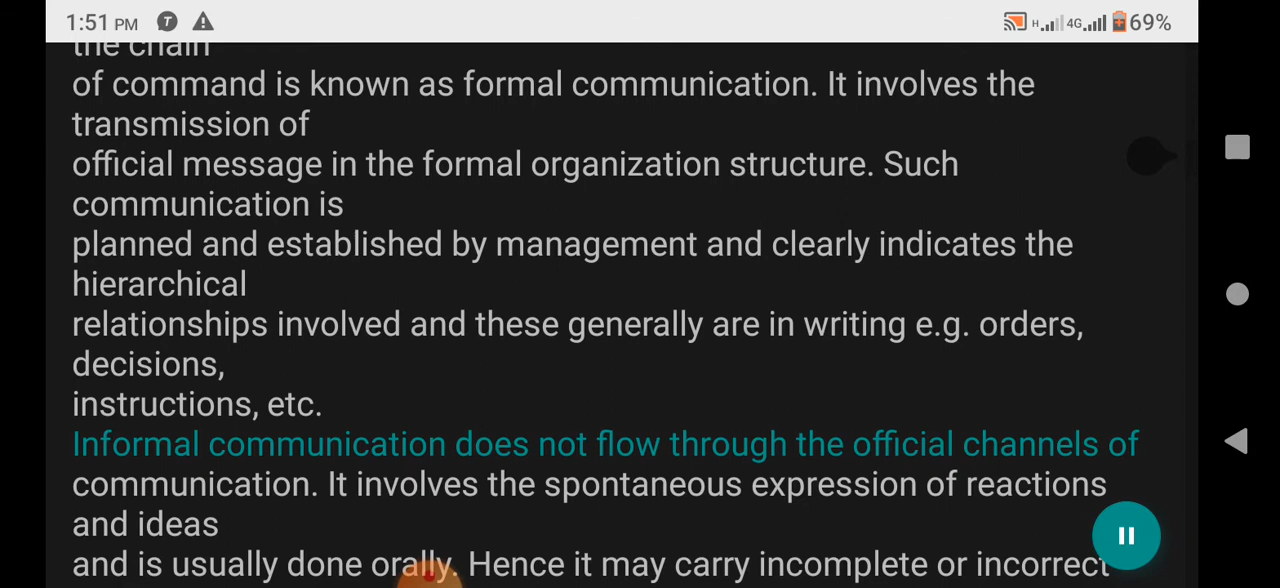 1:51 PM T H 4G 69%
the chain
of command is known as formal communication. It involves the
transmission of
official message in the formal organization structure. Such
communication is
planned and established by management and clearly indicates the
hierarchical
relationships involved and these generally are in writing e.g. orders,
decisions,
instructions, etc.
Informal communication does not flow through the official channels of
communication. It involves the spontaneous expression of reactions
and ideas
and is usually done orally. Hence it may carry incomplete or incorrect